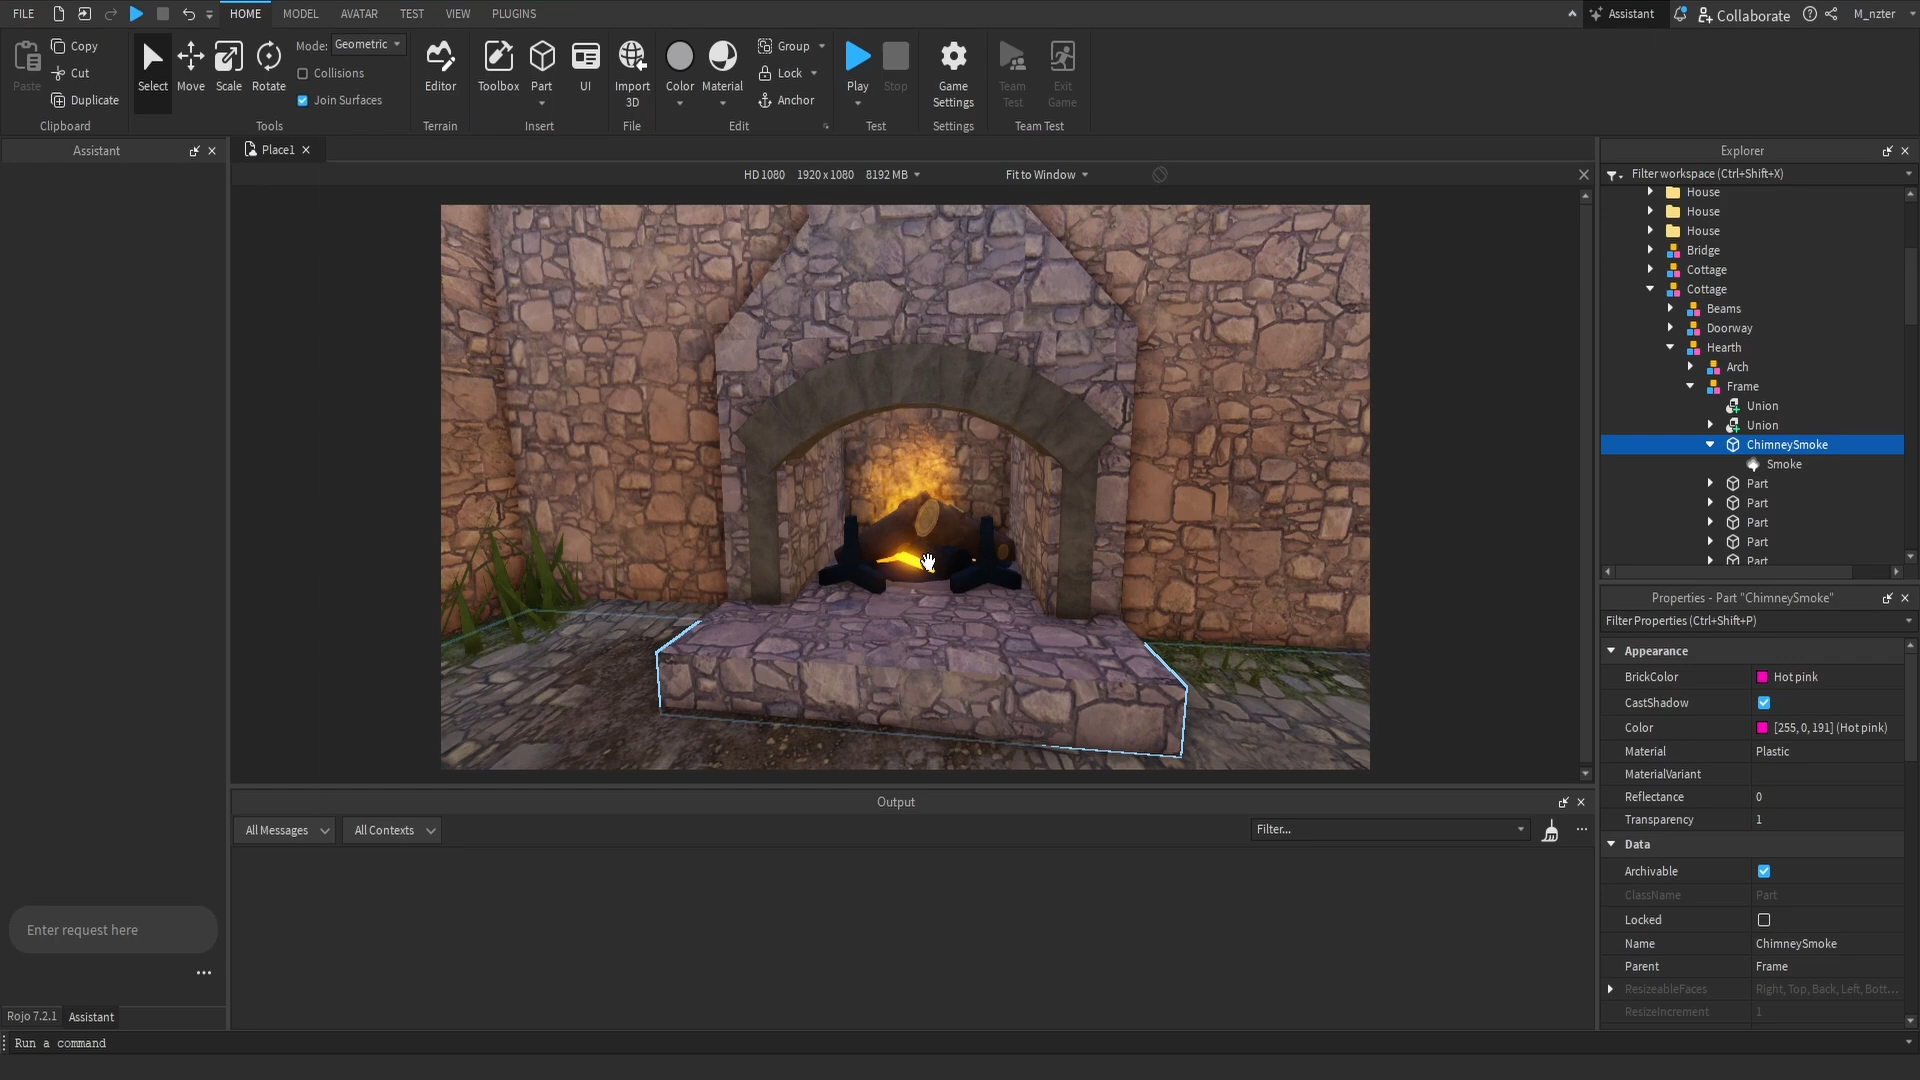 FILE
HOME
MODEL
AVATAR
TEST
VIEW
PLUGINS
Assistant
Collaborate
M_nzter
Paste
Copy
Cut
Duplicate
Clipboard
Select
Move
Scale
Rotate
Mode: Geometric
Collisions
Join Surfaces
Tools
Editor
Terrain
Toolbox
Part
UI
Insert
Import
3D
File
Color
Material
Group
Lock
Anchor
Edit
Play
Stop
Test
Game
Settings
Settings
Team
Test
Exit
Game
Team Test
Assistant
Place1
HD 1080 1920 x 1080 8192 MB
Fit to Window
Explorer
Filter workspace (Ctrl+Shift+X)
House
House
House
Bridge
Cottage
Cottage
Beams
Doorway
Hearth
Arch
Frame
Union
Union
ChimneySmoke
Smoke
Part
Part
Part
Part
Part
Properties - Part "ChimneySmoke"
Filter Properties (Ctrl+Shift+P)
Appearance
BrickColor Hot pink
CastShadow
Color [255, 0, 191] (Hot pink)
Material Plastic
MaterialVariant
Reflectance 0
Transparency 1
Data
Archivable
ClassName Part
Locked
Name ChimneySmoke
Parent Frame
ResizeableFaces Right, Top, Back, Left, Bott...
ResizeIncrement 1
Output
All Messages
All Contexts
Filter...
Enter request here
...
Rojo 7.2.1
Assistant
Run a command